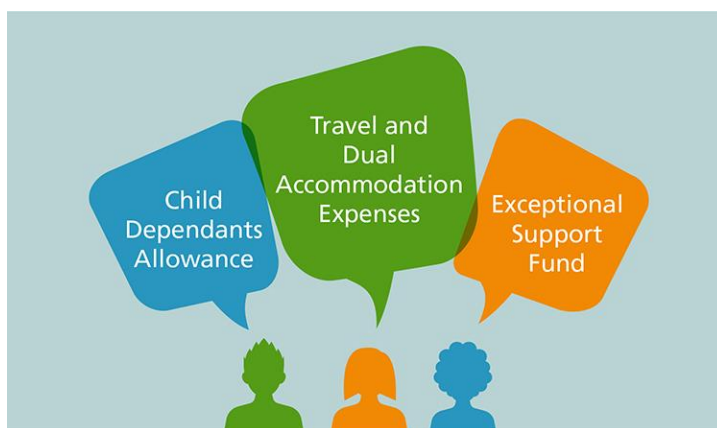 Child
Dependants
Allowance
Travel and
Dual
Accommodation
Expenses
Exceptional
Support
Fund